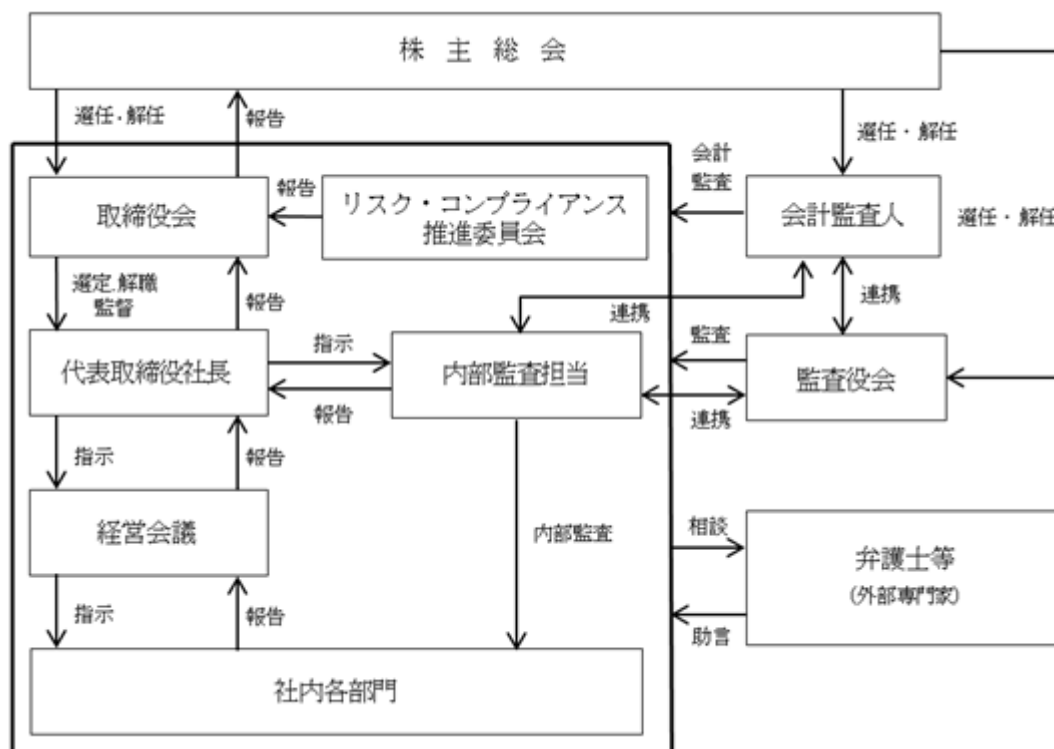 株主総会
選任・解任
報告
選任・解任
会計
監査
報告
取締役会
リスク・コンプライアンス
推進委員会
会計監査人
選任・解任
選定.解職
監督
報告
連携
連携
指示
監査
代表取締役社長
内部監査担当
監査役会
報告
連携
指示
報告
経営会議
内部監査
相談
弁護士等
(外部専門家)
指示
報告
助言
社内各部門